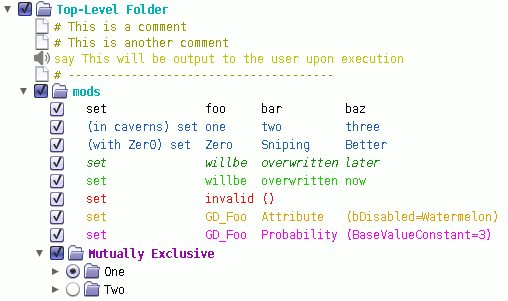 Top-Level Folder
# This is a comment
# This is another comment
say This will be output to the user upon execution
# ----------------------------------
mods
set foo bar baz
(in caverns) set one two three
(with Zer0) set Zero Sniping Better
set willbe overwritten later
set willbe overwritten now
set invalid ()
set GD_Foo Attribute (bDisabled=Watermelon)
set GD_Foo Probability (BaseValueConstant=3)
Mutually Exclusive
One
Two